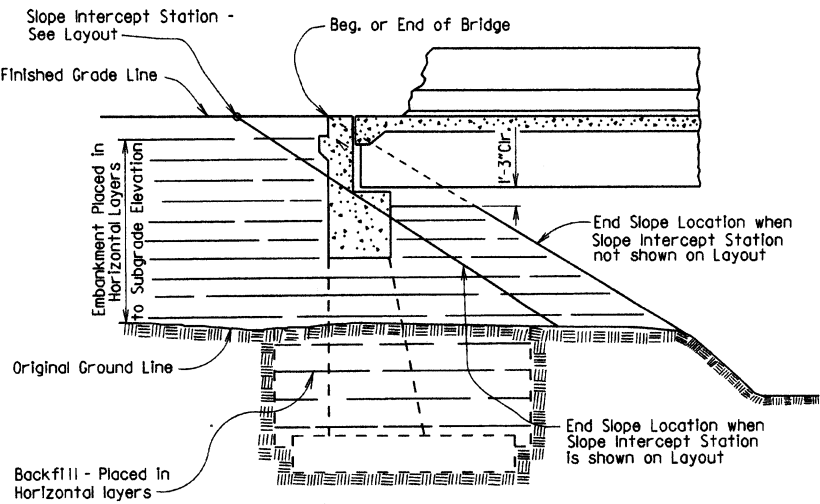 Slope Intercept Station -
See Layout
Beg. or End of Bridge
Finished Grade Line
Embankment Placed in
Horizontal Layers
to Subgrade Elevation
1'-3" Clr.
End Slope Location when
Slope Intercept Station
not shown on Layout
Original Ground Line
End Slope Location when
Slope Intercept Station
is shown on Layout
Backfill - Placed in
Horizontal layers